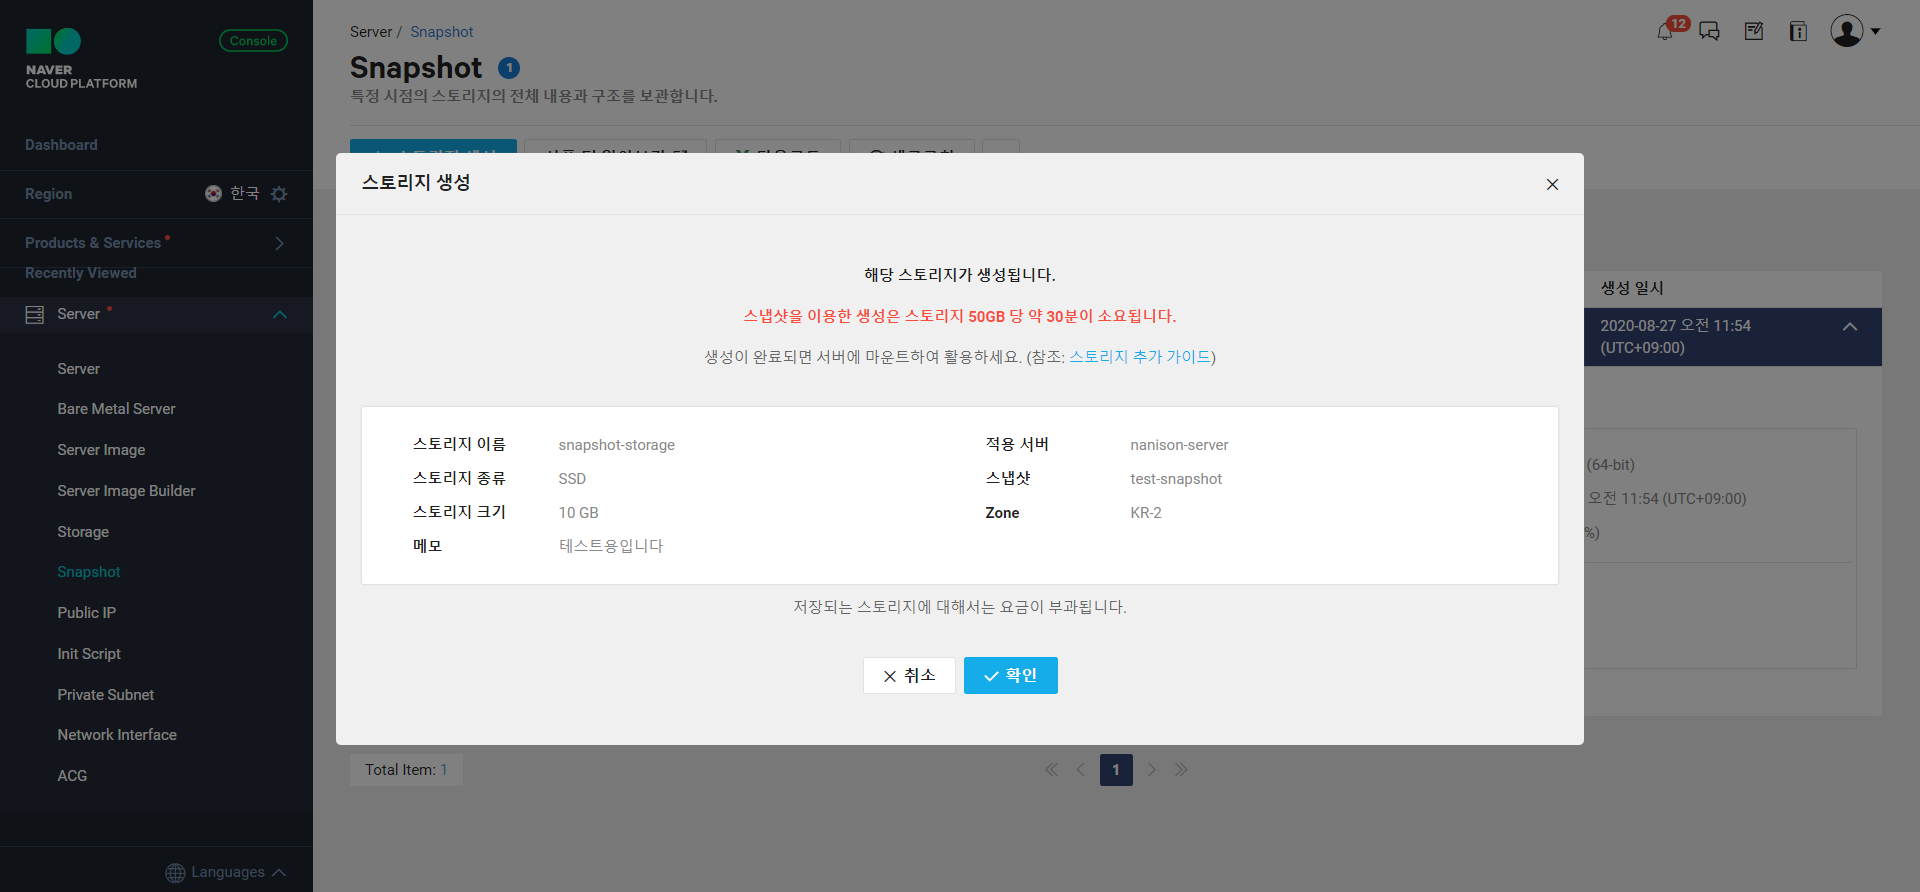 NAVER
CLOUD PLATFORM
Console
Dashboard
Region
한국
Products & Services
Recently Viewed
Server
Server
Bare Metal Server
Server Image
Server Image Builder
Storage
Snapshot
Public IP
Init Script
Private Subnet
Network Interface
ACG
Languages
Server / Snapshot
12
Snapshot 1
특정 시점의 스토리지의 전체 내용과 구조를 보관합니다.
스토리지 생성
×
해당 스토리지가 생성됩니다.
스냅샷을 이용한 생성은 스토리지 50GB 당 약 30분이 소요됩니다.
생성이 완료되면 서버에 마운트하여 활용하세요. (참조: 스토리지 추가 가이드)
스토리지 이름 snapshot-storage 적용 서버 nanison-server
스토리지 종류 SSD 스냅샷 test-snapshot
스토리지 크기 10 GB Zone KR-2
메모 테스트용입니다
저장되는 스토리지에 대해서는 요금이 부과됩니다.
취소 확인
생성 일시
2020-08-27 오전 11:54
(UTC+09:00)
(64-bit)
오전 11:54 (UTC+09:00)
%)
Total Item: 1
1